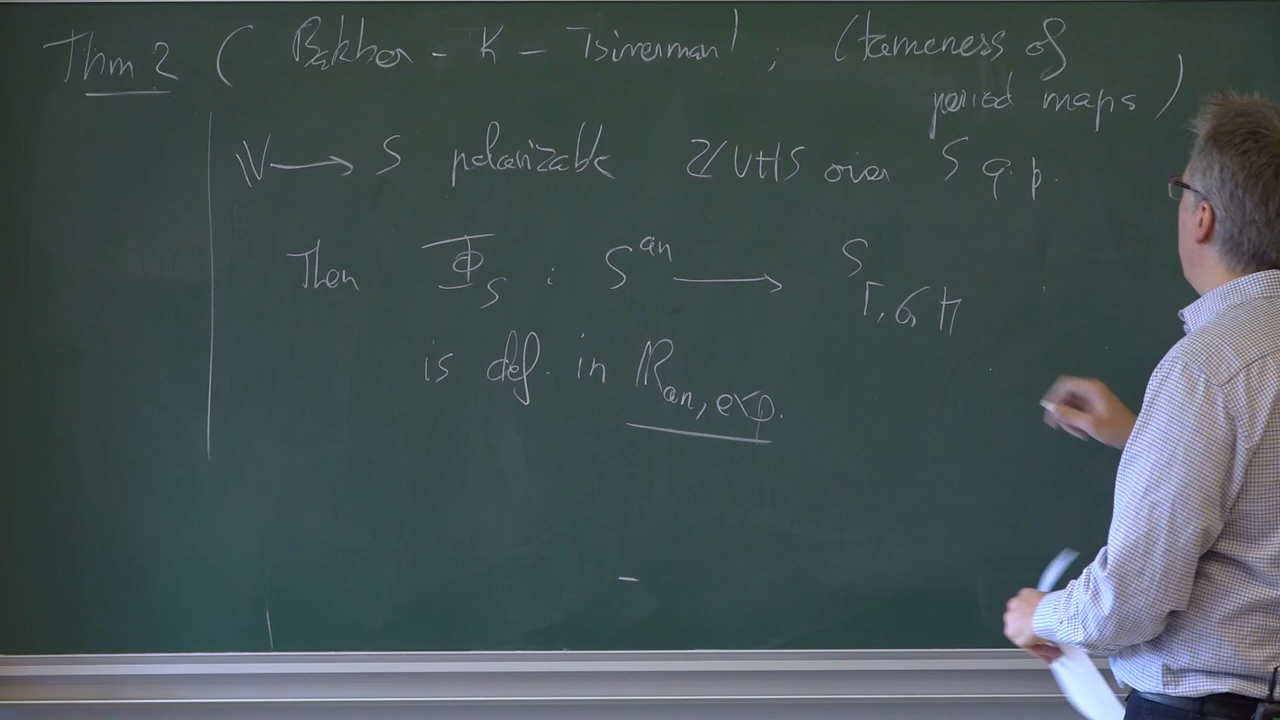 Thm 2 ( Bakker - K - Tsimerman ; (tameness of
period maps )
𝕍 ⟶ S polarizable ℤVHS over S q.p.
Then Φ_S : S^an ⟶ S_Γ,G,H
is def. in ℝ_an, exp.